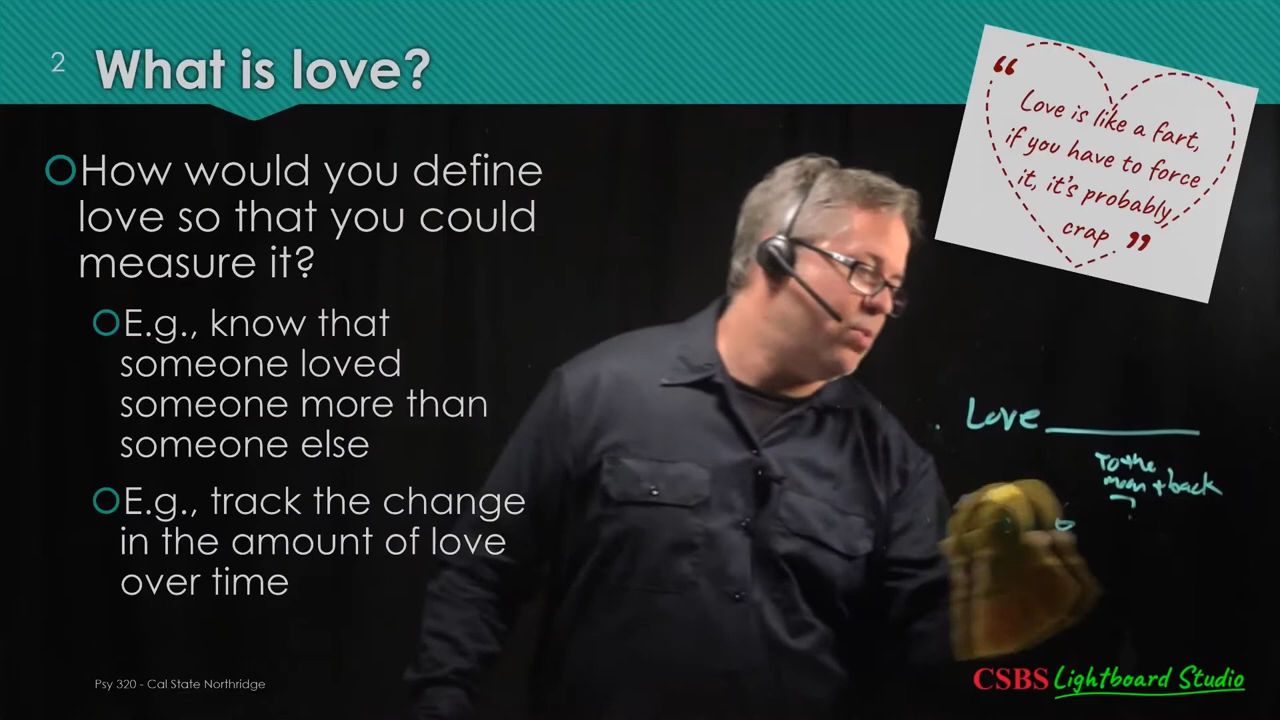 2
What is love?
“
Love is like a fart,
if you have to force
it, it’s probably
crap ”
How would you define
love so that you could
measure it?
E.g., know that
someone loved
someone more than
someone else
E.g., track the change
in the amount of love
over time
Love
To the
moon + back
Psy 320 - Cal State Northridge
CSBS Lightboard Studio